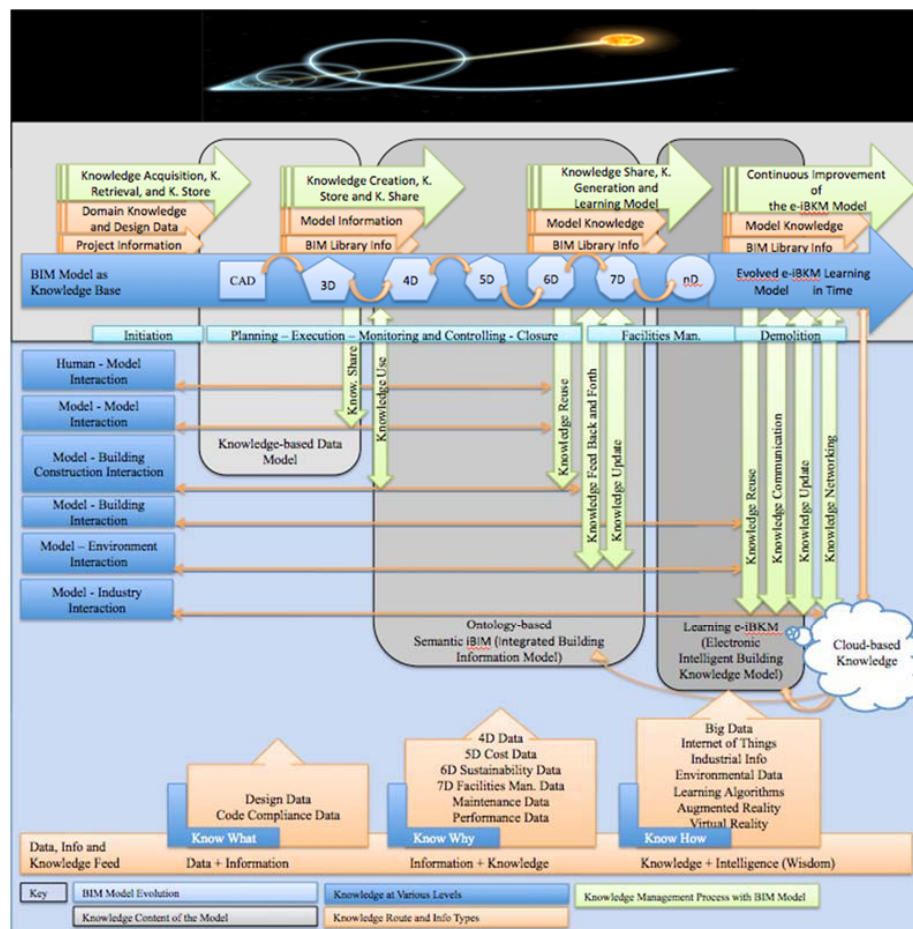 Knowledge Acquisition, K.
Retrieval, and K. Store
Domain Knowledge
and Design Data
Project Information
Knowledge Creation, K.
Store and K. Share
Model Information
BIM Library Info
Knowledge Share, K.
Generation and
Learning Model
Model Knowledge
BIM Library Info
Continuous Improvement
of
the e-iBKM Model
Model Knowledge
BIM Library Info
BIM Model as
Knowledge Base
CAD
3D
4D
5D
6D
7D
nD
Evolved e-iBKM Learning
Model in Time
Initiation
Planning – Execution – Monitoring and Controlling - Closure
Facilities Man.
Demolition
Human - Model
Interaction
Model - Model
Interaction
Model - Building
Construction Interaction
Model - Building
Interaction
Model – Environment
Interaction
Model - Industry
Interaction
Know. Share
Knowledge Use
Knowledge Reuse
Knowledge Feed Back and Forth
Knowledge Update
Knowledge Reuse
Knowledge Communication
Knowledge Update
Knowledge Networking
Knowledge-based Data
Model
Ontology-based
Semantic iBIM (Integrated Building
Information Model)
Learning e-iBKM
(Electronic
Intelligent Building
Knowledge Model)
Cloud-based
Knowledge
Design Data
Code Compliance Data
Know What
4D Data
5D Cost Data
6D Sustainability Data
7D Facilities Man. Data
Maintenance Data
Performance Data
Know Why
Big Data
Internet of Things
Industrial Info
Environmental Data
Learning Algorithms
Augmented Reality
Virtual Reality
Know How
Data, Info and
Knowledge Feed
Data + Information
Information + Knowledge
Knowledge + Intelligence (Wisdom)
Key
BIM Model Evolution
Knowledge at Various Levels
Knowledge Management Process with BIM Model
Knowledge Content of the Model
Knowledge Route and Info Types